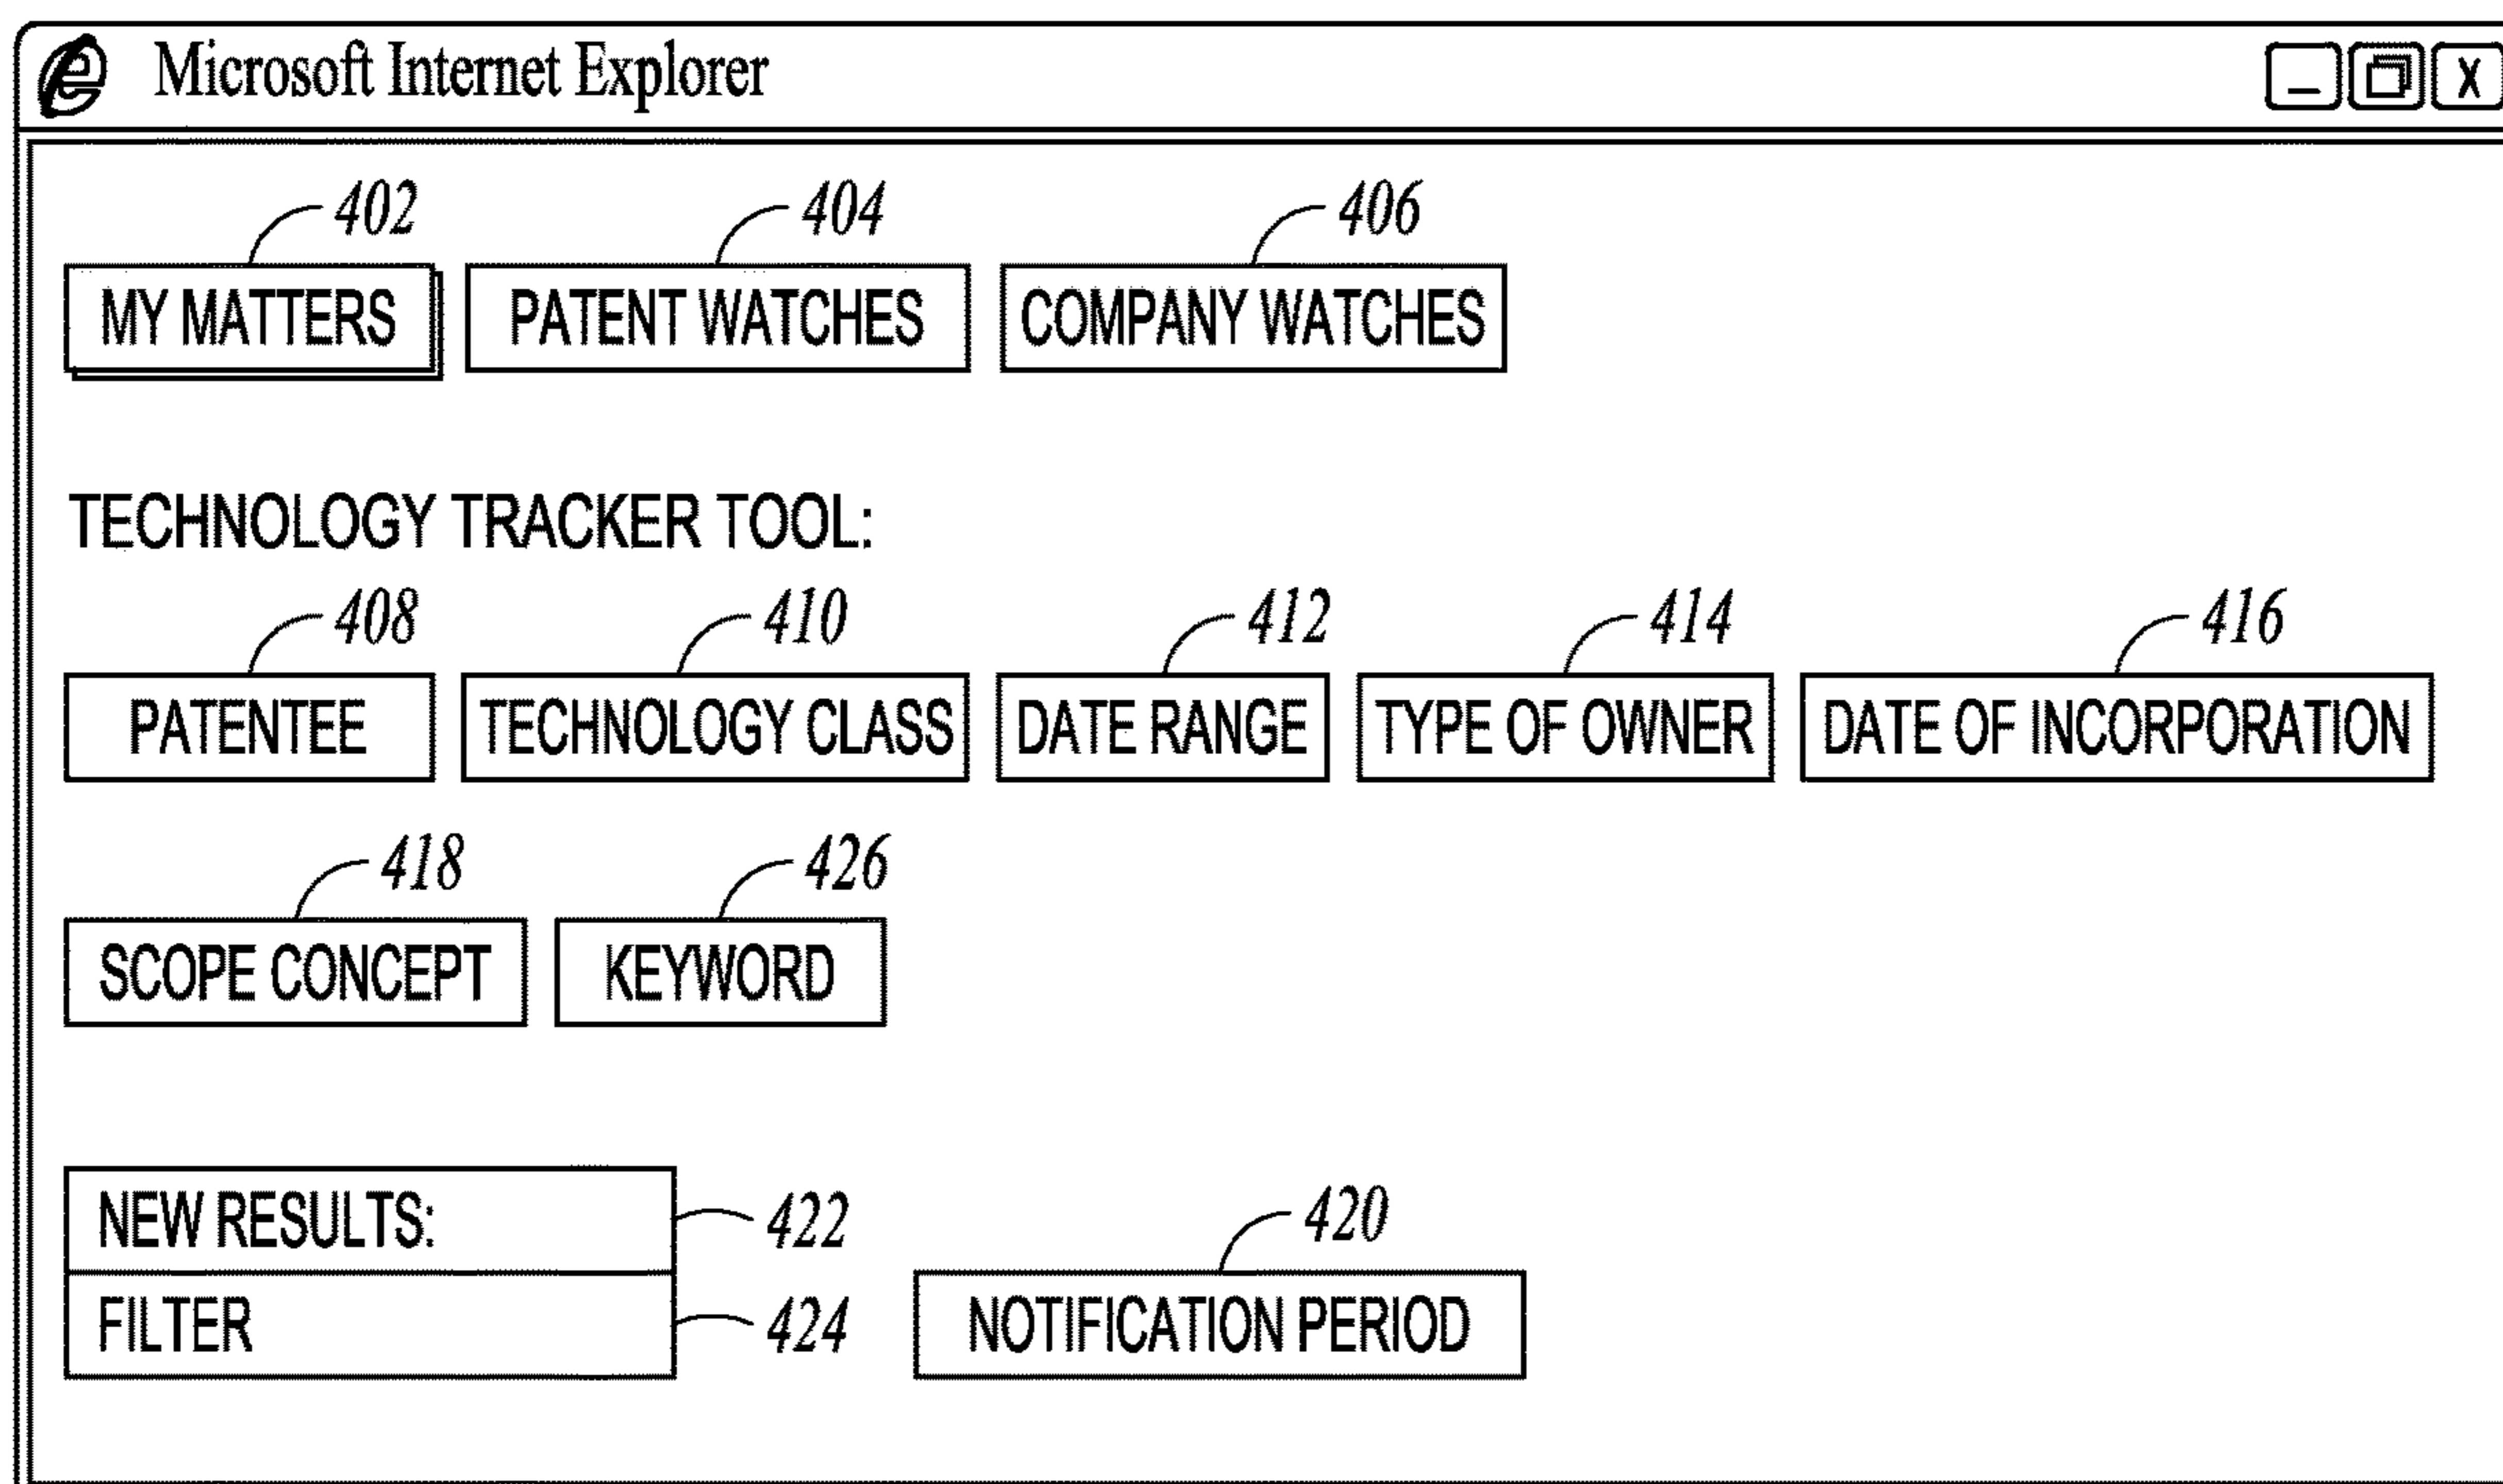 Microsoft Internet Explorer
402 404 406
MY MATTERS PATENT WATCHES COMPANY WATCHES
TECHNOLOGY TRACKER TOOL:
408 410 412 414 416
PATENTEE TECHNOLOGY CLASS DATE RANGE TYPE OF OWNER DATE OF INCORPORATION
418 426
SCOPE CONCEPT KEYWORD
NEW RESULTS: 422 420
FILTER 424 NOTIFICATION PERIOD